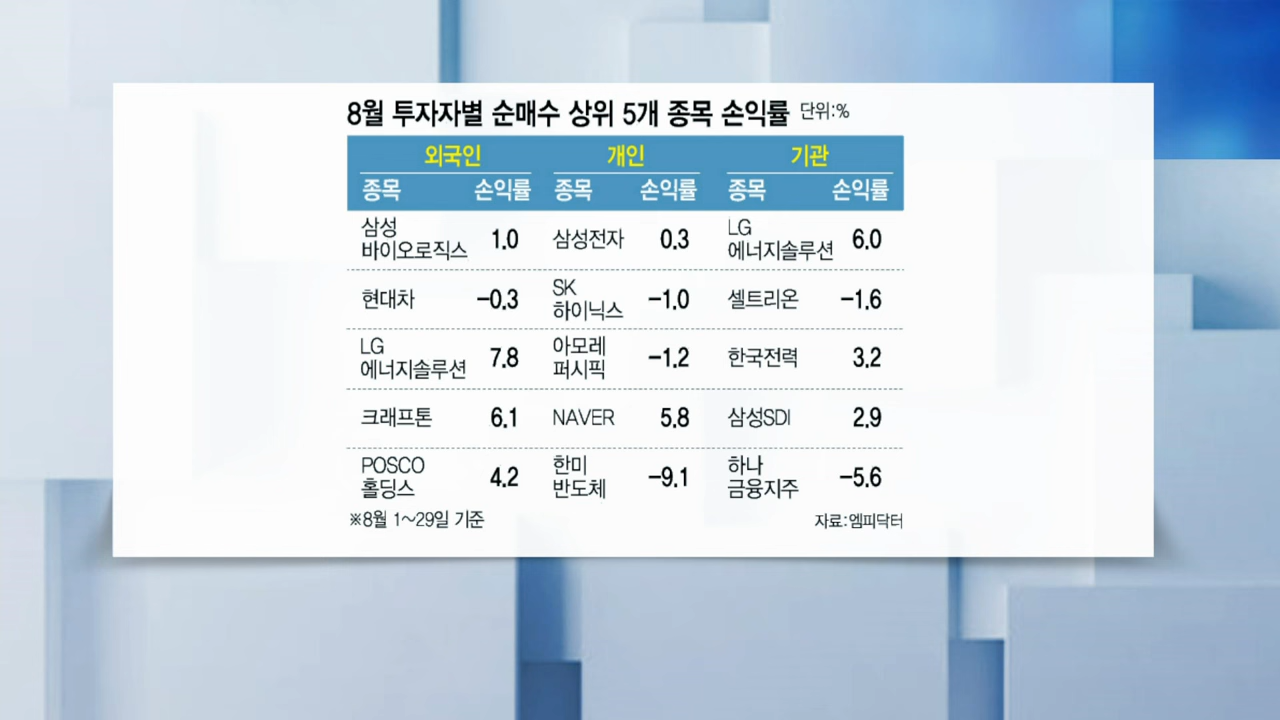 8월 투자자별 순매수 상위 5개 종목 손익률 단위:%
외국인 개인 기관
종목 손익률 종목 손익률 종목 손익률
삼성
바이오로직스 1.0 삼성전자 0.3 LG
에너지솔루션 6.0
현대차 -0.3 SK
하이닉스 -1.0 셀트리온 -1.6
LG
에너지솔루션 7.8 아모레
퍼시픽 -1.2 한국전력 3.2
크래프톤 6.1 NAVER 5.8 삼성SDI 2.9
POSCO
홀딩스 4.2 한미
반도체 -9.1 하나
금융지주 -5.6
※8월 1~29일 기준 자료:엠피닥터